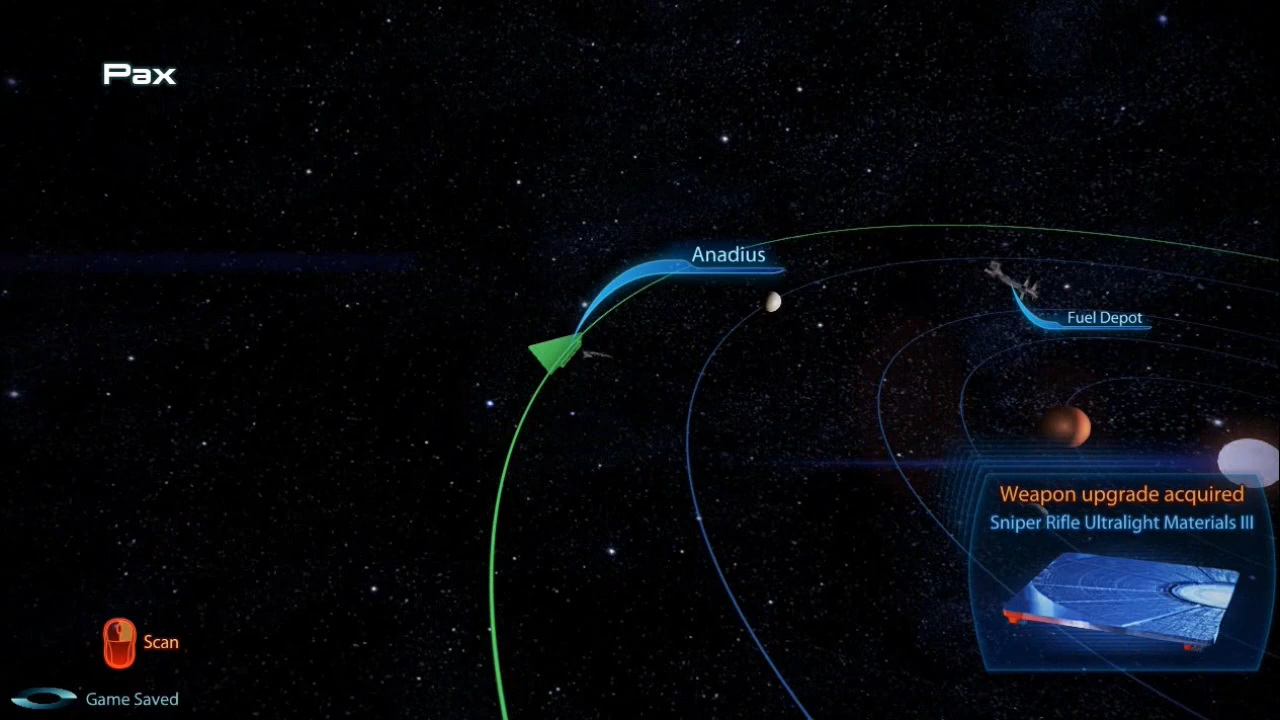 Pax
Anadius
Fuel Depot
Weapon upgrade acquired
Sniper Rifle Ultralight Materials III
Scan
Game Saved